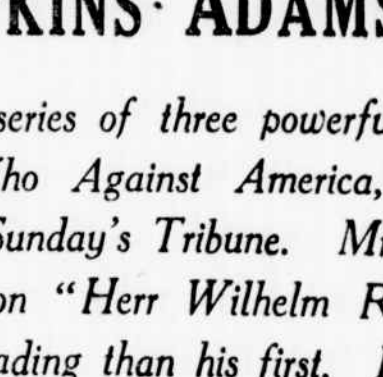 KINS· ADAMS
series of three powerfu
ho Against America,
Sunday's Tribune. M
on "Herr Wilhelm R
ading than his first.